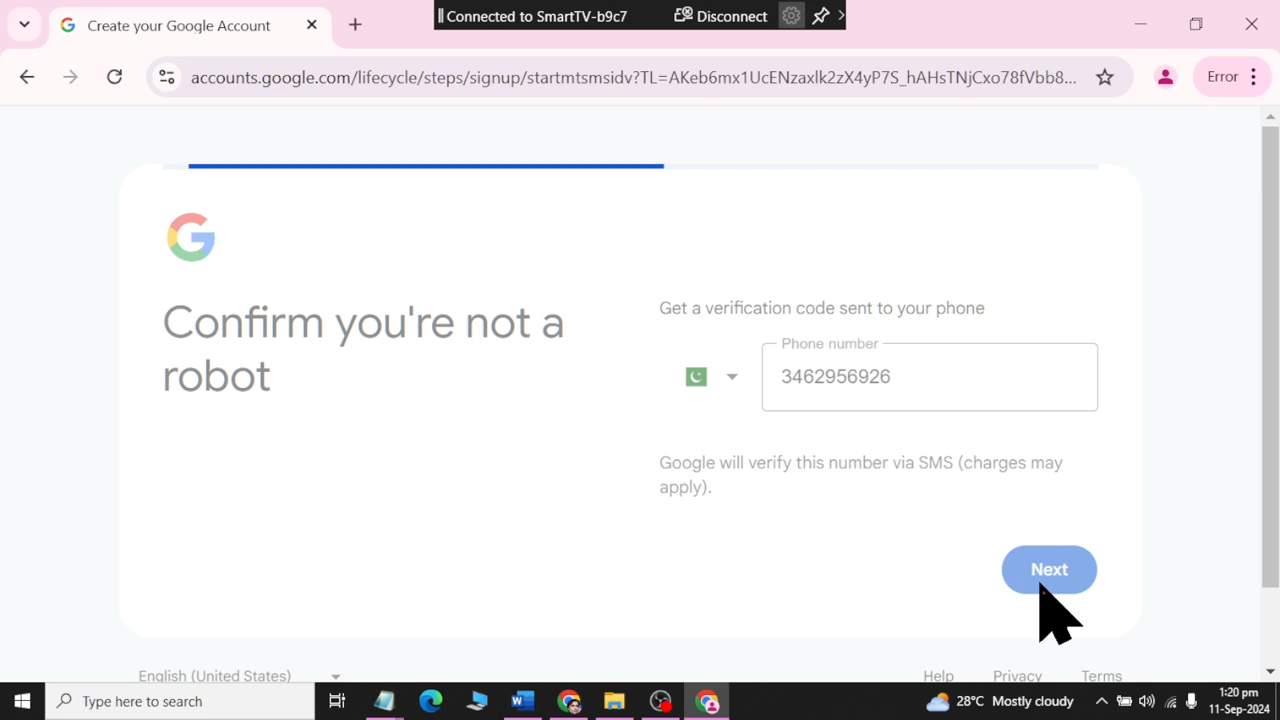 Create your Google Account
Connected to SmartTV-b9c7
Disconnect
accounts.google.com/lifecycle/steps/signup/startmtsmsidv?TL=AKeb6mx1UcENzaxlk2zX4yP7S_hAHsTNjCxo78fVbb8...
Error
Confirm you're not a
robot
Get a verification code sent to your phone
Phone number
3462956926
Google will verify this number via SMS (charges may
apply).
Next
English (United States)
Help
Privacy
Terms
Type here to search
28°C Mostly cloudy
1:20 pm
11-Sep-2024